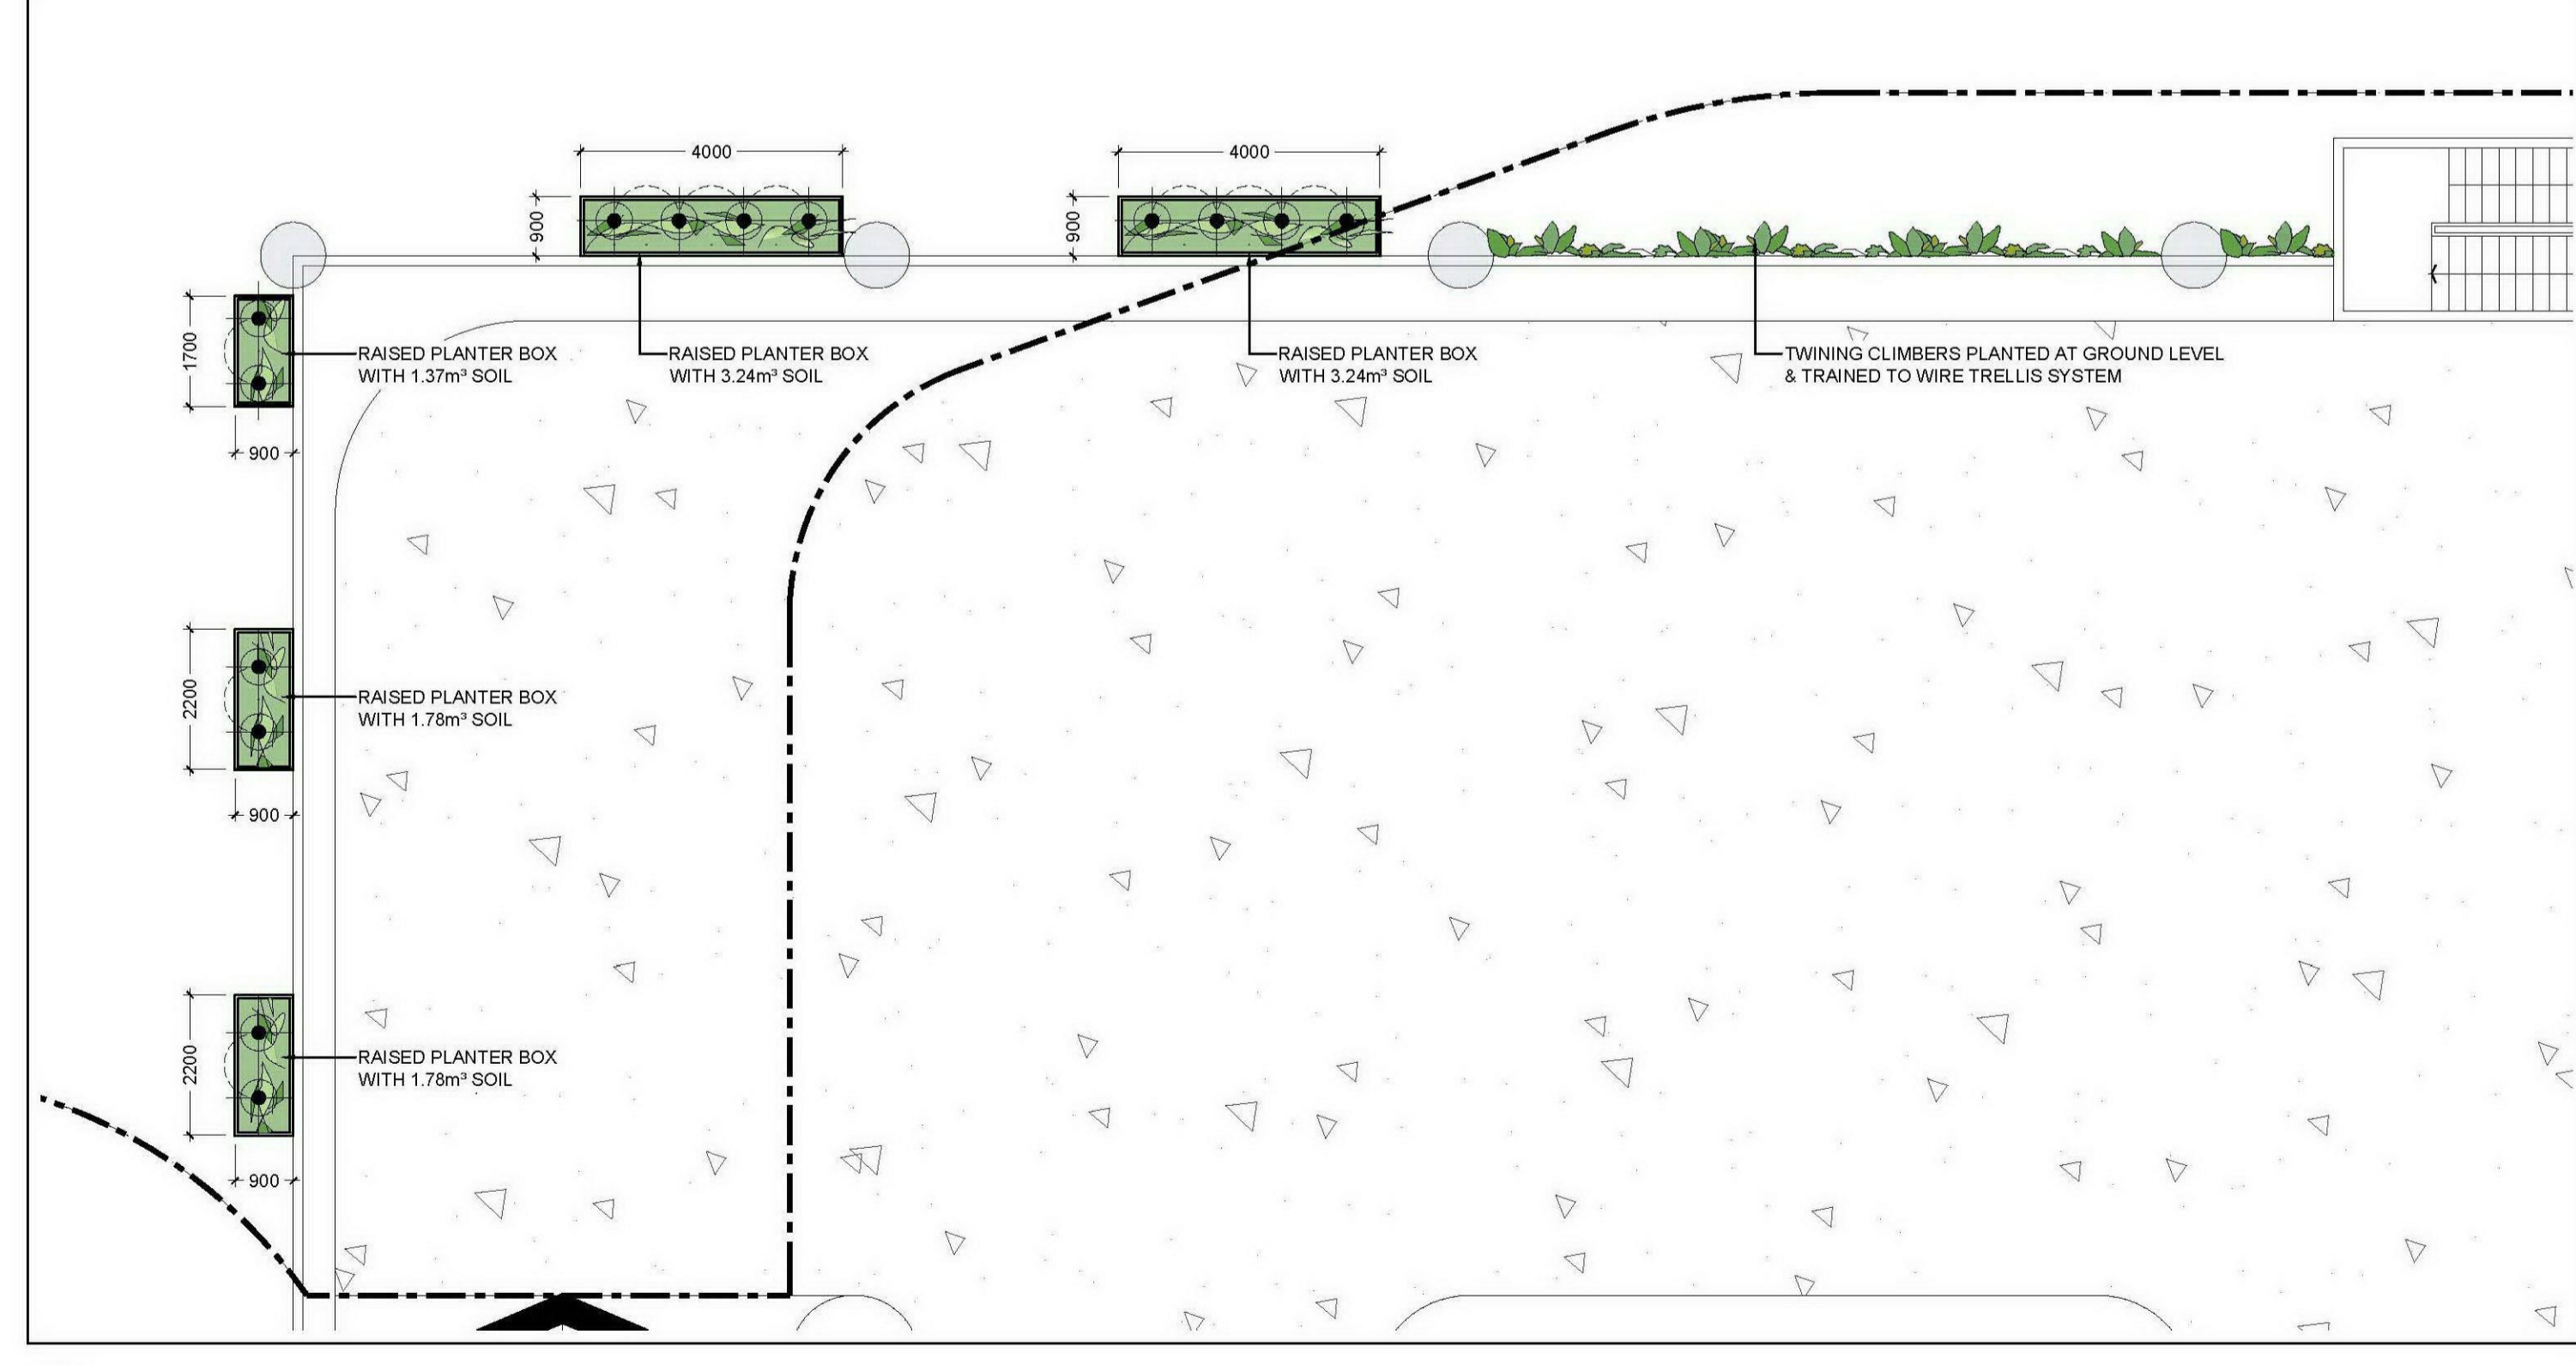 4000
4000
900
900
1700
RAISED PLANTER BOX
WITH 1.37m³ SOIL
RAISED PLANTER BOX
WITH 3.24m³ SOIL
RAISED PLANTER BOX
WITH 3.24m³ SOIL
TWINING CLIMBERS PLANTED AT GROUND LEVEL
& TRAINED TO WIRE TRELLIS SYSTEM
900
2200
RAISED PLANTER BOX
WITH 1.78m³ SOIL
900
2200
RAISED PLANTER BOX
WITH 1.78m³ SOIL
900